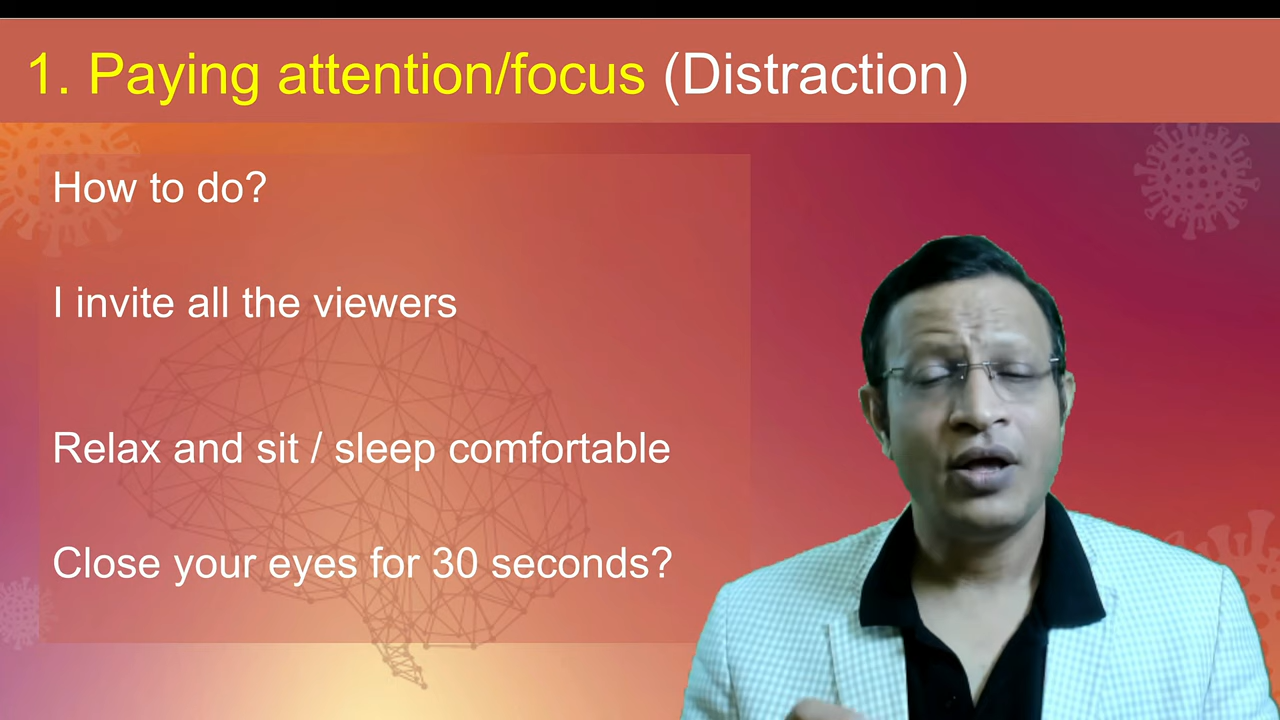 1. Paying attention/focus (Distraction)
How to do?
I invite all the viewers
Relax and sit / sleep comfortable
Close your eyes for 30 seconds?